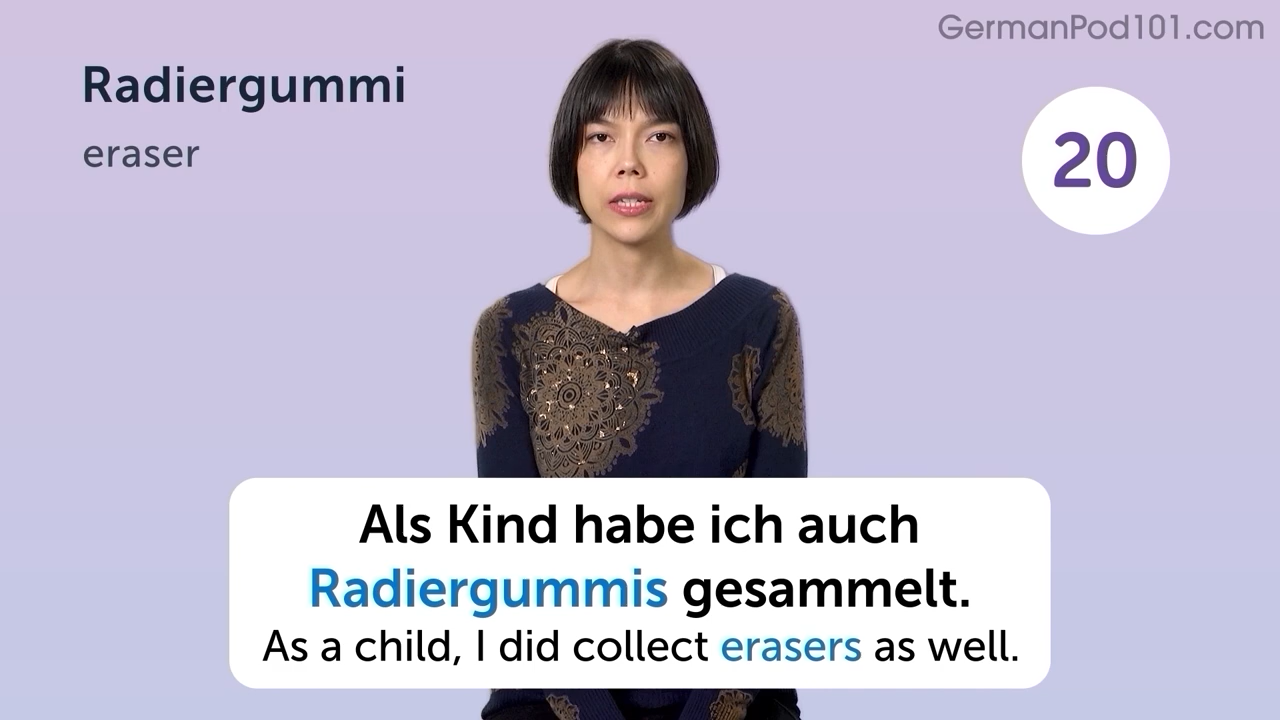 GermanPod101.com
Radiergummi
eraser
20
Als Kind habe ich auch
Radiergummis gesammelt.
As a child, I did collect erasers as well.